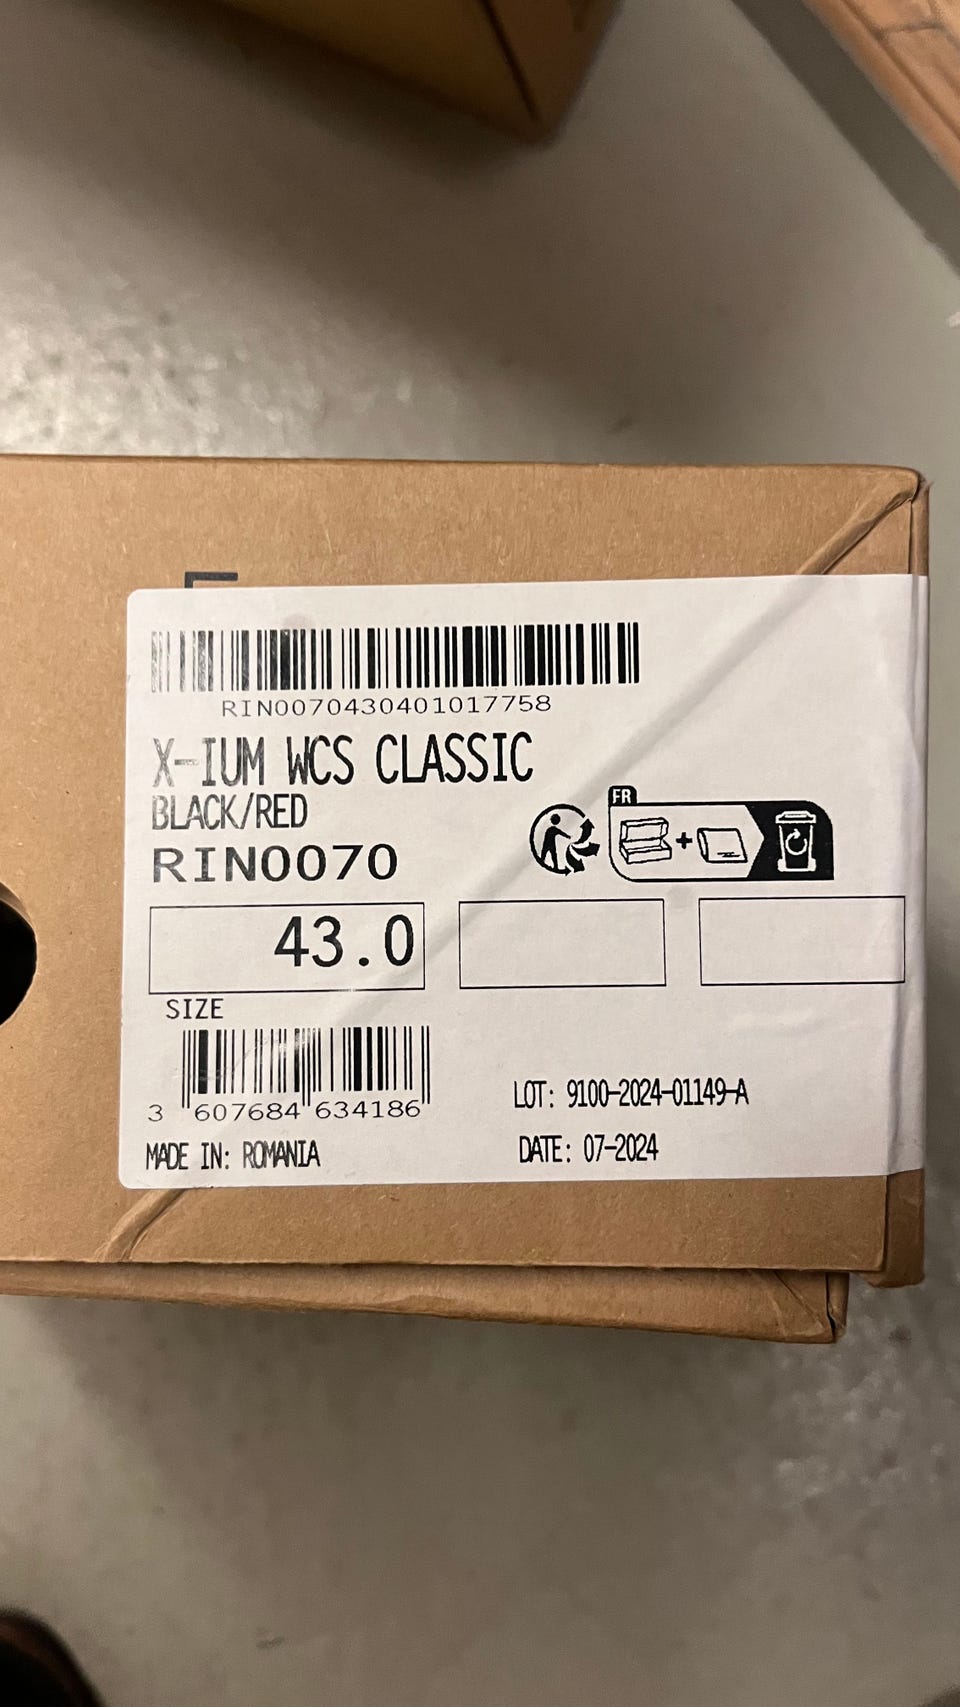 RIN0070430401017758
X-IUM WCS CLASSIC
BLACK/RED
FR
RIN0070
43.0
SIZE
3 607684 634186
LOT: 9100-2024-01149-A
MADE IN: ROMANIA
DATE: 07-2024